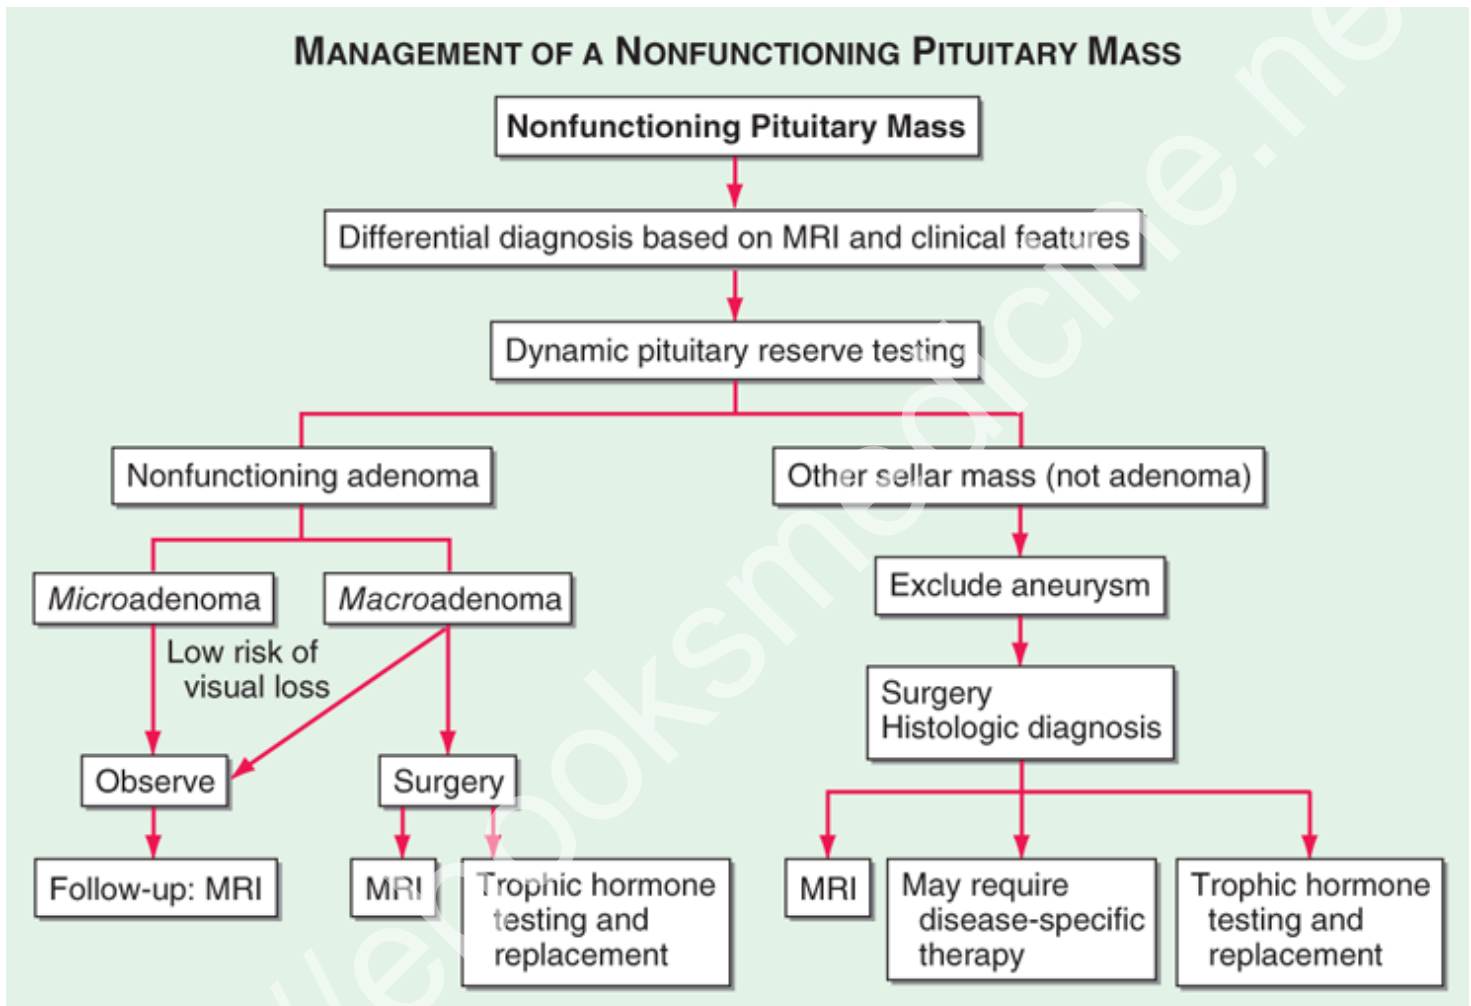 MANAGEMENT OF A NONFUNCTIONING PITUITARY MASS
Nonfunctioning Pituitary Mass
Differential diagnosis based on MRI and clinical features
Dynamic pituitary reserve testing
Nonfunctioning adenoma
Other sellar mass (not adenoma)
Microadenoma
Macroadenoma
Exclude aneurysm
Low risk of
visual loss
Surgery
Histologic diagnosis
Observe
Surgery
Follow-up: MRI
MRI
Trophic hormone
testing and
replacement
MRI
May require
disease-specific
therapy
Trophic hormone
testing and
replacement
//ebooksmedicine.ne